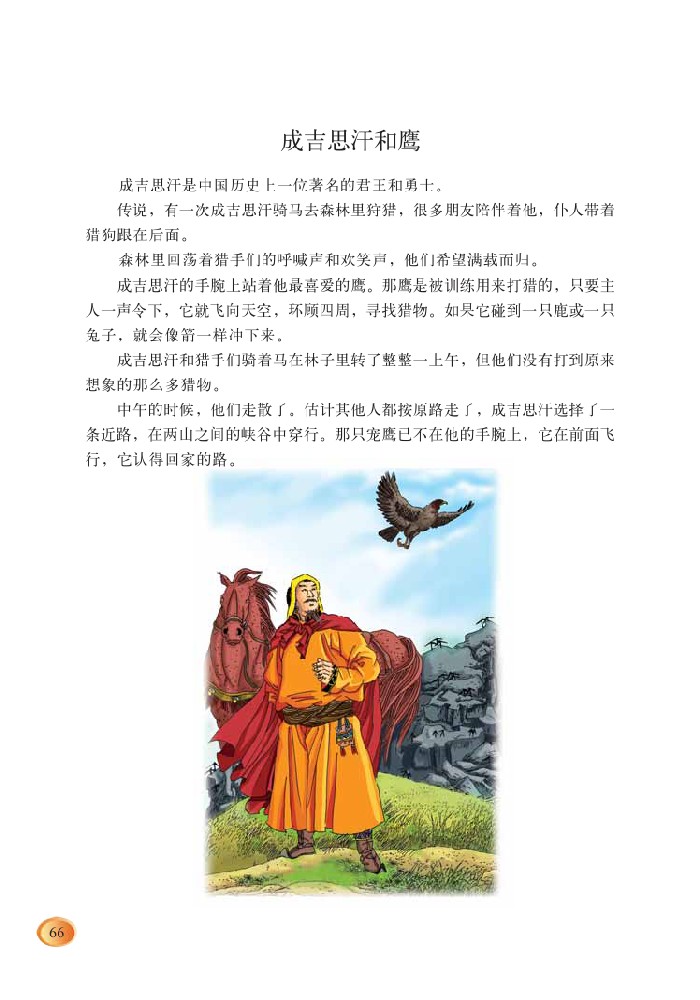 成吉思汗和鹰
成吉思汗是中国历史上一位著名的君王和勇士。
传说，有一次成吉思汗骑马去森林里狩猎，很多朋友陪伴着他，仆人带着
猎狗跟在后面。
森林里回荡着猎手们的呼喊声和欢笑声，他们希望满载而归。
成吉思汗的手腕上站着他最喜爱的鹰。那鹰是被训练用来打猎的，只要主
人一声令下，它就飞向天空，环顾四周，寻找猎物。如果它碰到一只鹿或一只
兔子，就会像箭一样冲下来。
成吉思汗和猎手们骑着马在林子里转了整整一上午，但他们没有打到原来
想象的那么多猎物。
中午的时候，他们走散了。估计其他人都按原路走了，成吉思汗选择了一
条近路，在两山之间的峡谷中穿行。那只宠鹰已不在他的手腕上，它在前面飞
行，它认得回家的路。
66